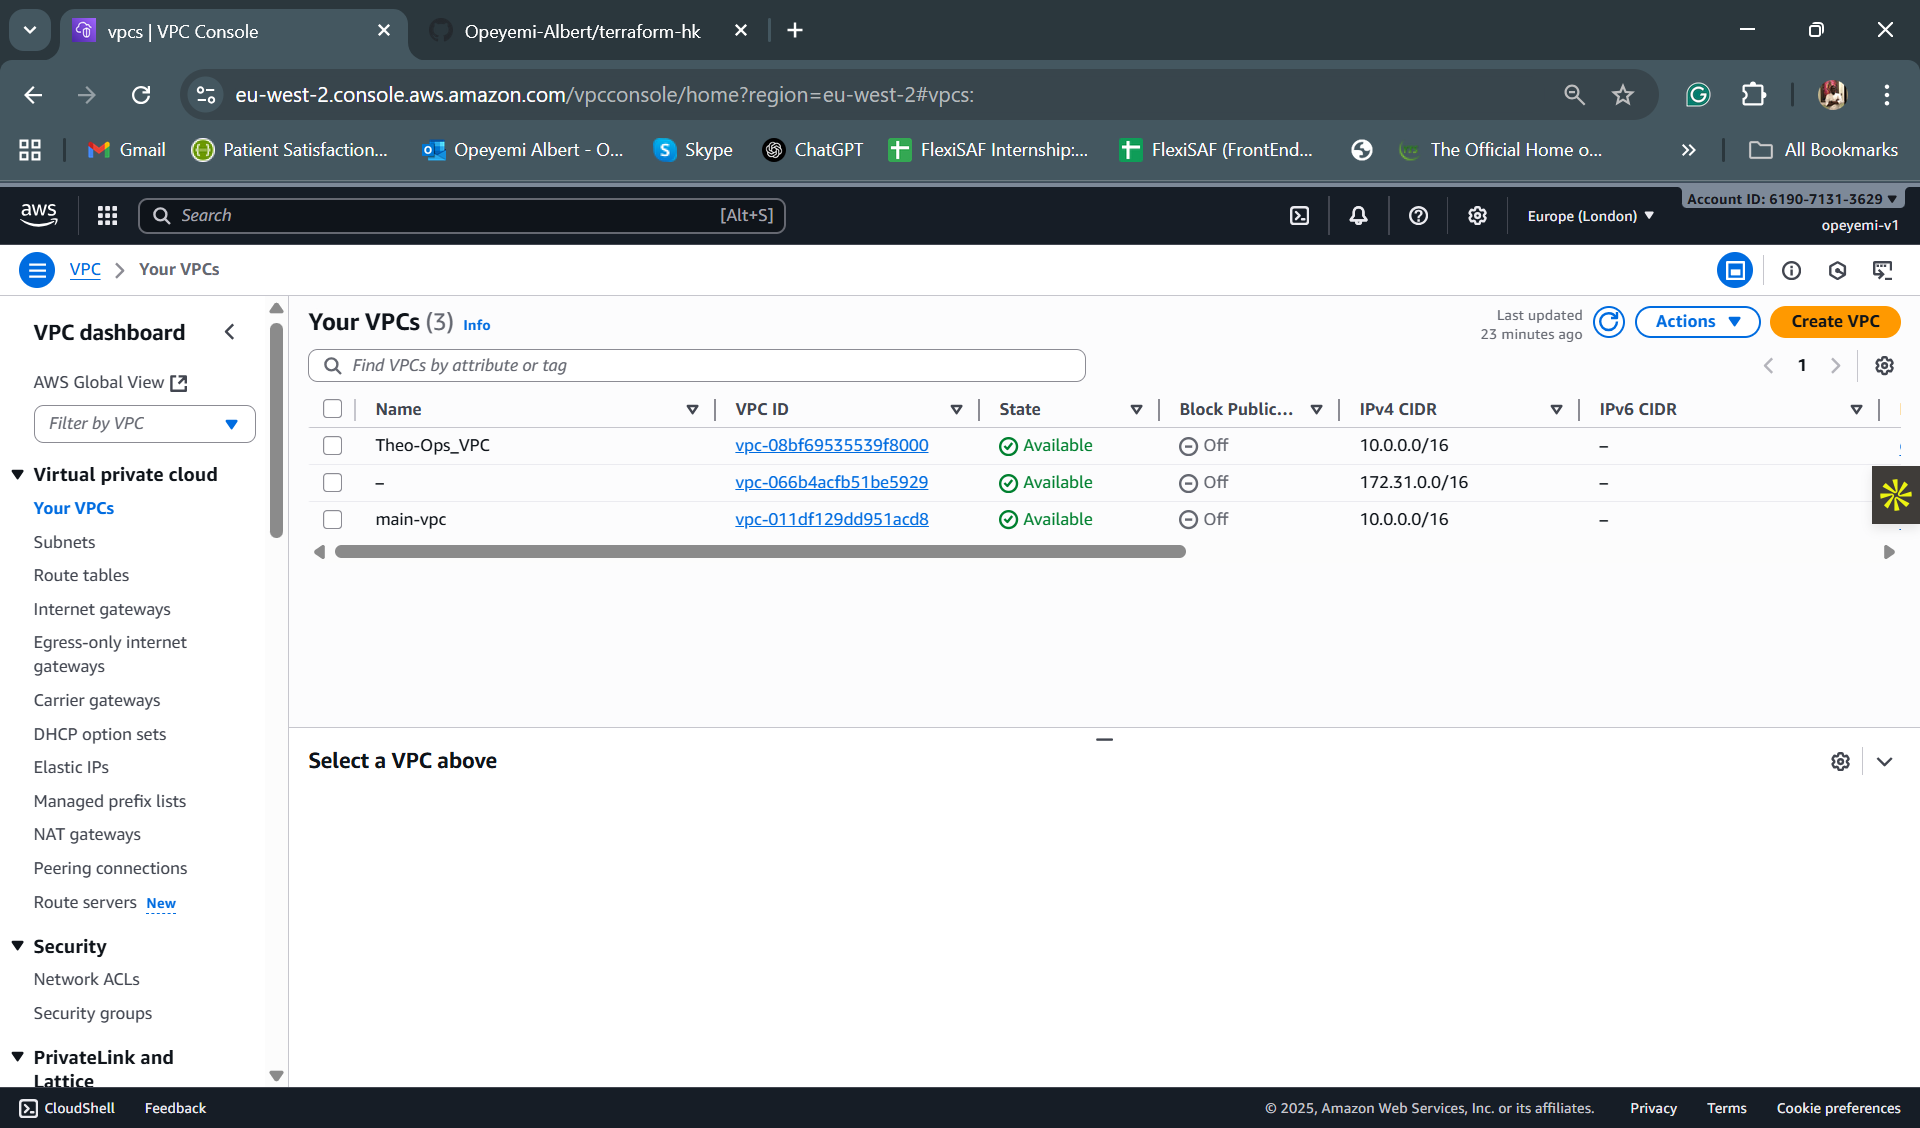 vpcs | VPC Console
Opeyemi-Albert/terraform-hk
eu-west-2.console.aws.amazon.com/vpcconsole/home?region=eu-west-2#vpcs:
Gmail
Patient Satisfaction...
Opeyemi Albert - O...
Skype
ChatGPT
FlexiSAF Internship:...
FlexiSAF (FrontEnd...
The Official Home o...
All Bookmarks
aws
Search
[Alt+S]
Europe (London)
Account ID: 6190-7131-3629
opeyemi-v1
VPC
Your VPCs
VPC dashboard
AWS Global View
Filter by VPC
Virtual private cloud
Your VPCs
Subnets
Route tables
Internet gateways
Egress-only internet
gateways
Carrier gateways
DHCP option sets
Elastic IPs
Managed prefix lists
NAT gateways
Peering connections
Route servers New
Security
Network ACLs
Security groups
PrivateLink and
Lattice
Your VPCs (3) Info
Last updated
23 minutes ago
Actions
Create VPC
Find VPCs by attribute or tag
1
Name VPC ID State Block Public... IPv4 CIDR IPv6 CIDR
Theo-Ops_VPC vpc-08bf69535539f8000 Available Off 10.0.0.0/16 –
– vpc-066b4acfb51be5929 Available Off 172.31.0.0/16 –
main-vpc vpc-011df129dd951acd8 Available Off 10.0.0.0/16 –
Select a VPC above
CloudShell
Feedback
© 2025, Amazon Web Services, Inc. or its affiliates.
Privacy
Terms
Cookie preferences